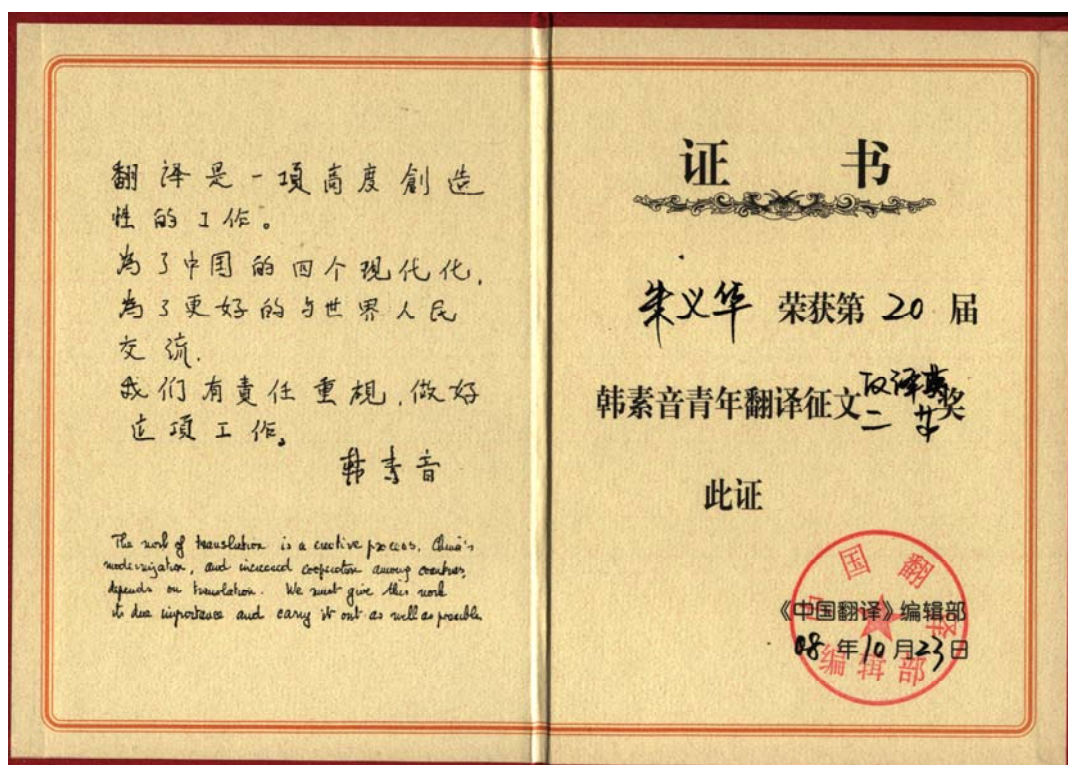 翻译是一項高度創造
性的工作。
為了中国的四个現代化,
為了更好的与世界人民
交流.
我们有責任重視,做好
这項工作。
韩素音
The work of translation is a creative process. China's
modernization, and increased cooperation among countries,
depends on translation. We must give this work
its due importance and carry it out as well as possible.
证 书
朱义华 荣获第 20 届
汉译英
韩素音青年翻译征文 二等 奖
此证
《中国翻译》编辑部
08 年 10 月 23 日
中国翻译
编辑部